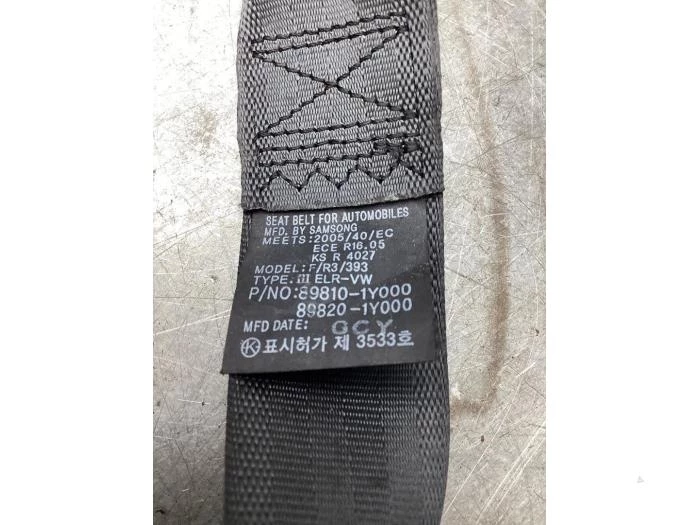 SEAT BELT FOR AUTOMOBILES
MFD. BY SAMSONG
MEETS:2005/40/EC
ECE R16.05
KS R 4027
MODEL:F/R3/393
TYPE.III ELR-VW
P/NO:89810-1Y000
89820-1Y000
MFD DATE: GCY
K 표시허가 제 3533호